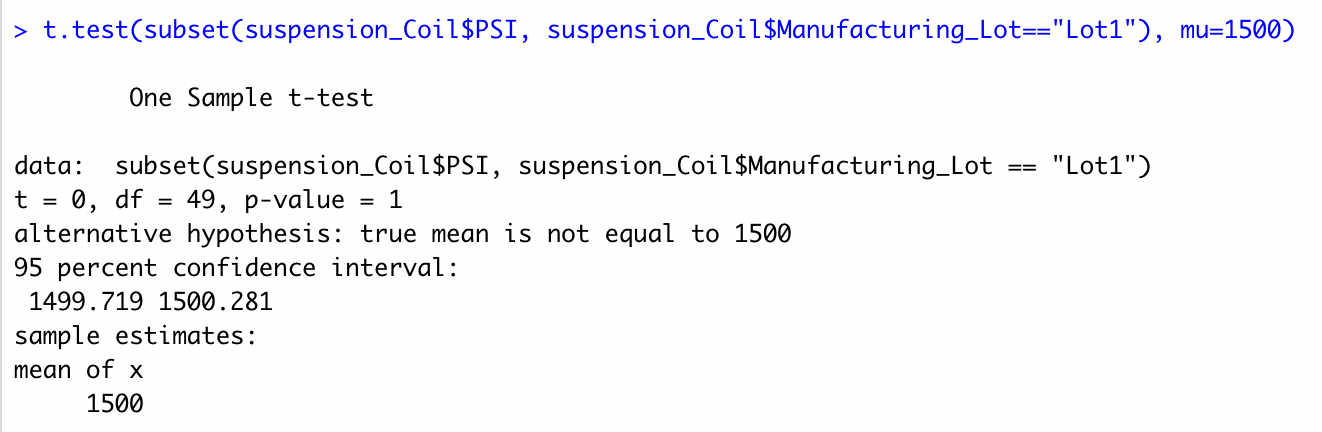 > t.test(subset(suspension_Coil$PSI, suspension_Coil$Manufacturing_Lot=="Lot1"), mu=1500)
One Sample t-test
data:  subset(suspension_Coil$PSI, suspension_Coil$Manufacturing_Lot == "Lot1")
t = 0, df = 49, p-value = 1
alternative hypothesis: true mean is not equal to 1500
95 percent confidence interval:
1499.719 1500.281
sample estimates:
mean of x
1500